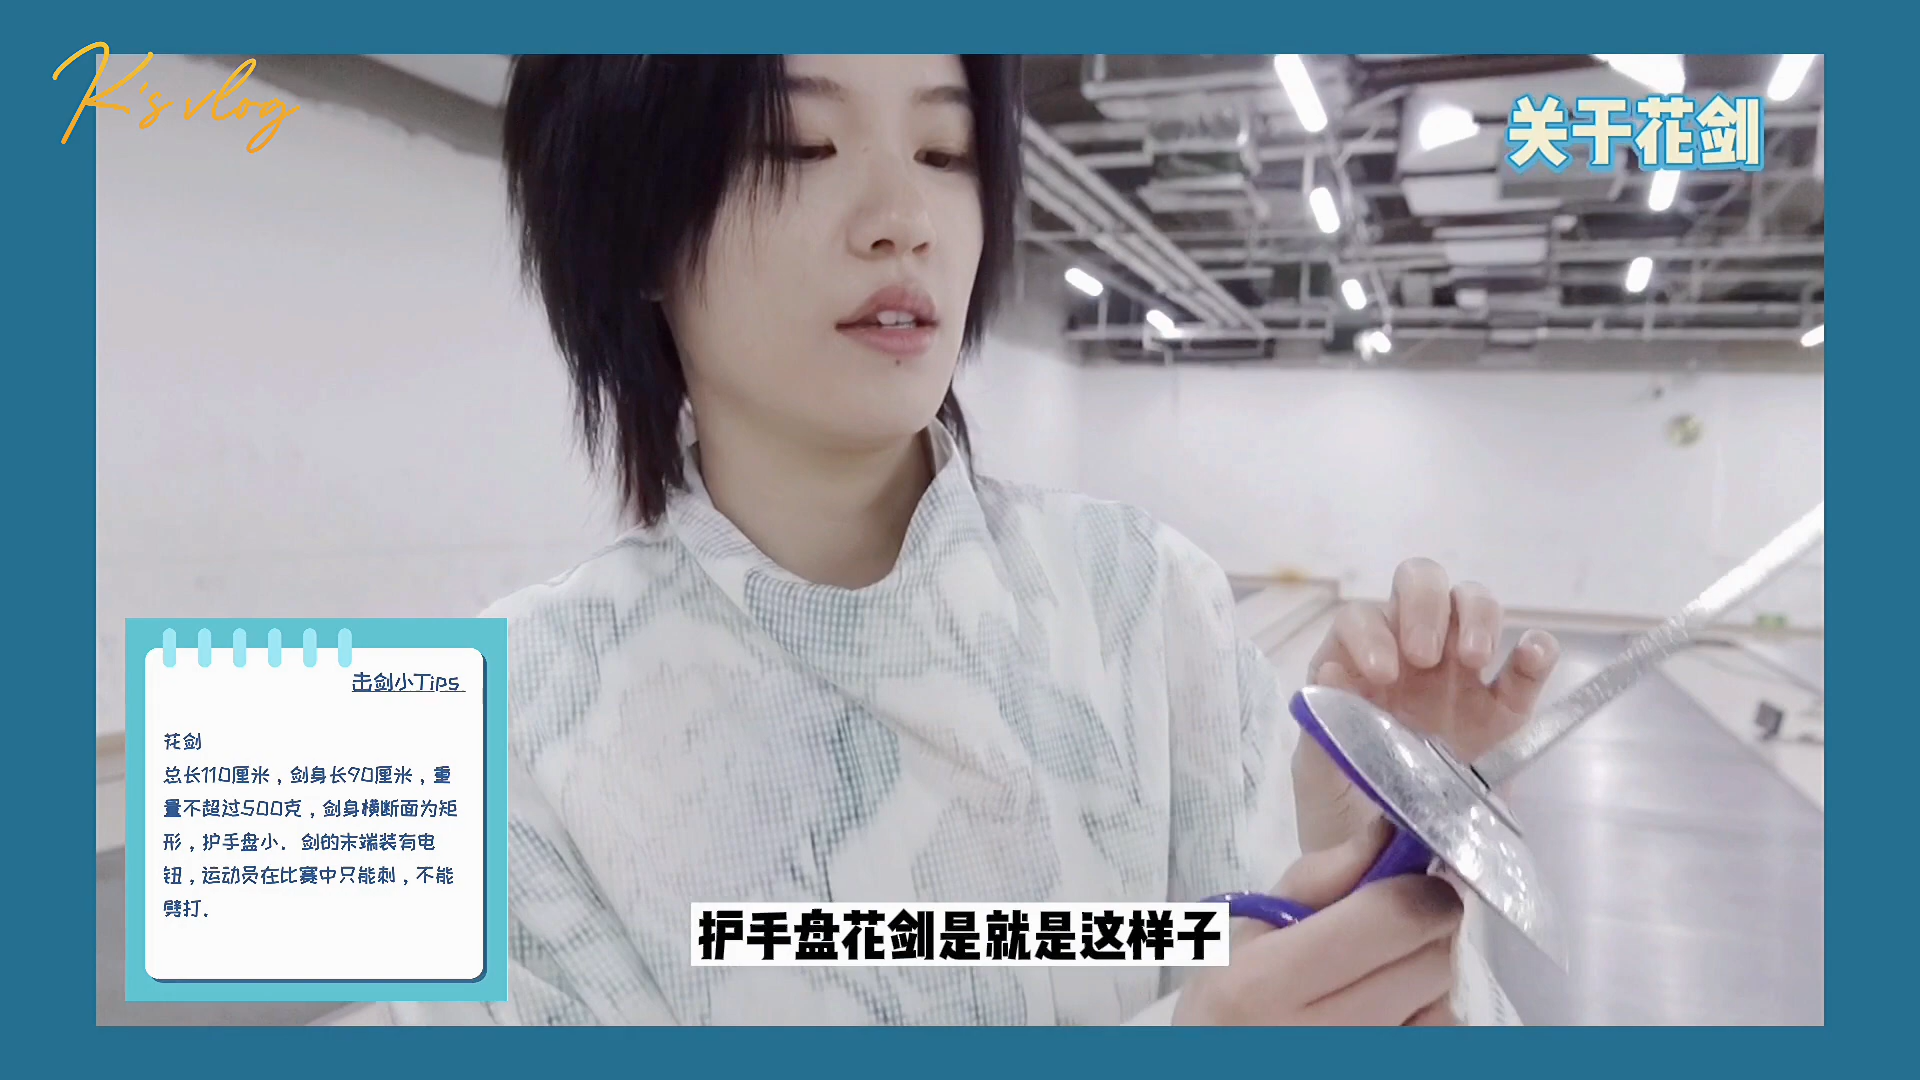 K's vlog
关于花剑
击剑小Tips
花剑
总长110厘米，剑身长90厘米，重
量不超过500克，剑身横断面为矩
形，护手盘小．剑的末端装有电
钮，运动员在比赛中只能刺，不能
劈打．
护手盘花剑是就是这样子